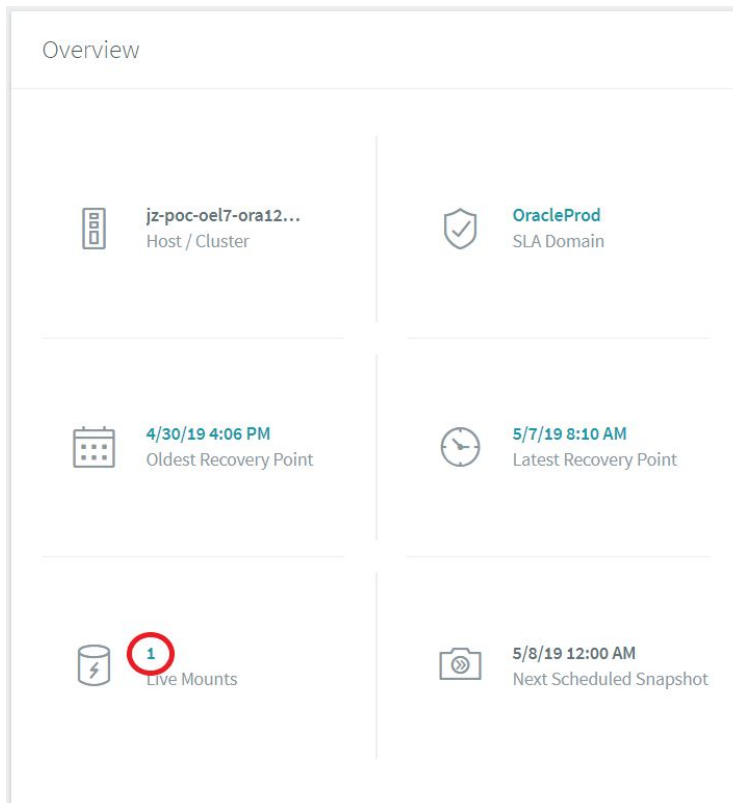 Overview
jz-poc-oel7-ora12...
Host / Cluster
OracleProd
SLA Domain
4/30/19 4:06 PM
Oldest Recovery Point
5/7/19 8:10 AM
Latest Recovery Point
1
Live Mounts
5/8/19 12:00 AM
Next Scheduled Snapshot